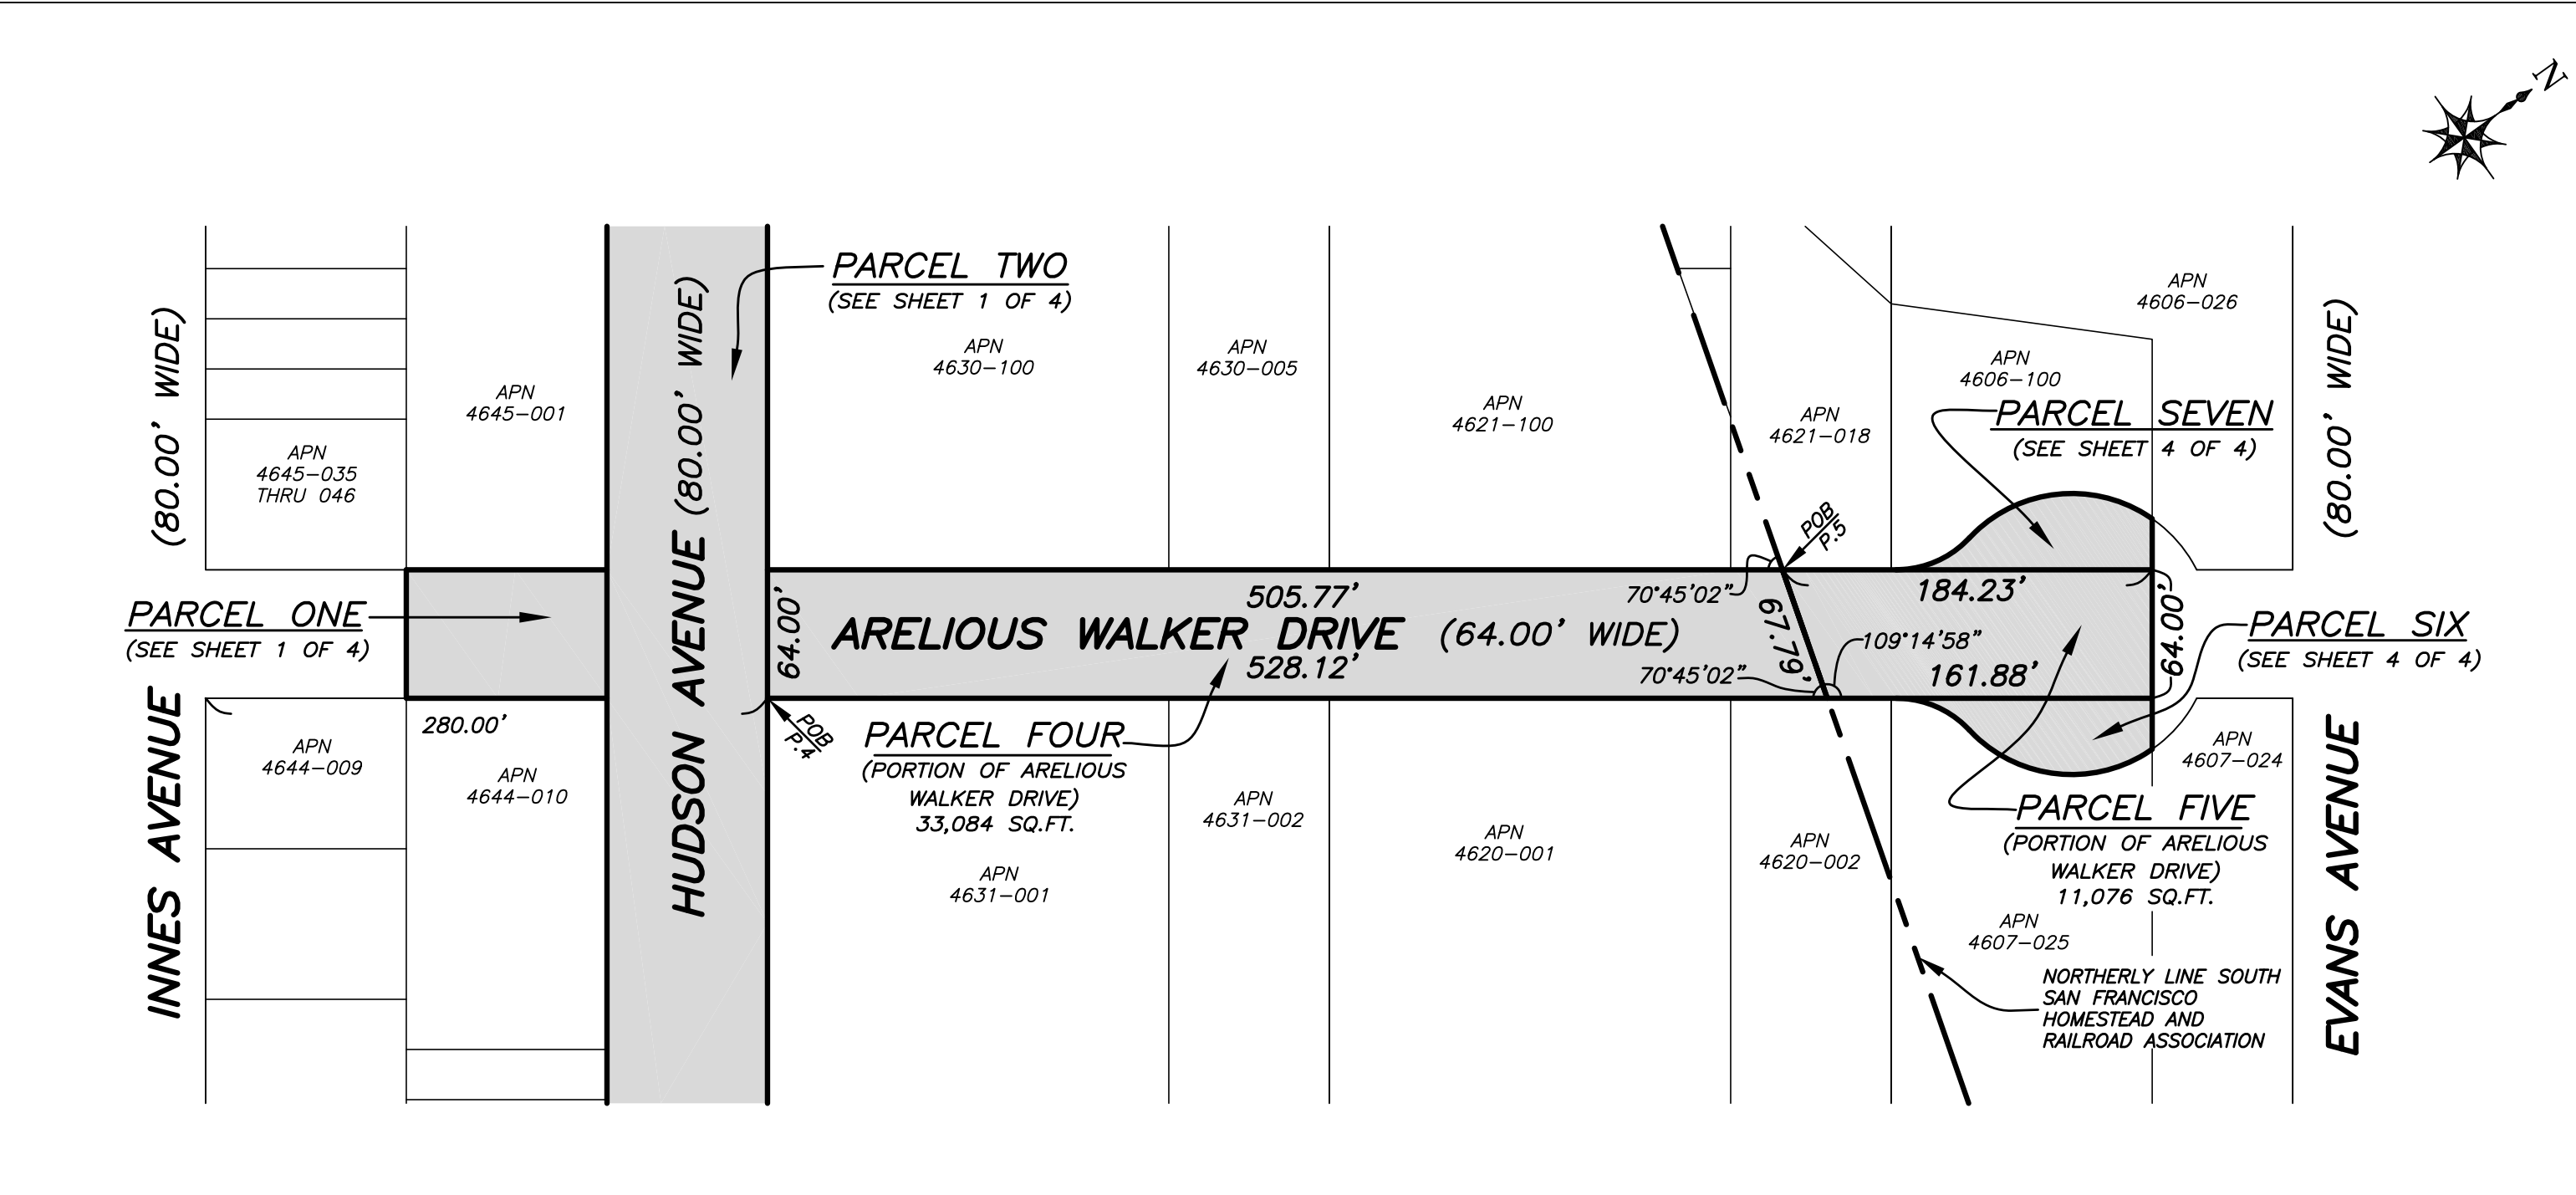 N
(80.00' WIDE)
INNES AVENUE
APN
4645-035
THRU 046
APN
4645-001
PARCEL ONE
(SEE SHEET 1 OF 4)
280.00'
APN
4644-009
APN
4644-010
HUDSON AVENUE (80.00' WIDE)
PARCEL TWO
(SEE SHEET 1 OF 4)
APN
4630-100
APN
4630-005
APN
4621-100
APN
4621-018
APN
4606-100
APN
4606-026
PARCEL SEVEN
(SEE SHEET 4 OF 4)
(80.00' WIDE)
EVANS AVENUE
POB
P.5
64.00'
505.77'
ARELIOUS WALKER DRIVE (64.00' WIDE)
528.12'
70°45'02"
70°45'02"
67.79'
109°14'58"
184.23'
161.88'
64.00'
PARCEL SIX
(SEE SHEET 4 OF 4)
POB
P.4
PARCEL FOUR
(PORTION OF ARELIOUS
WALKER DRIVE)
33,084 SQ.FT.
APN
4631-001
APN
4631-002
APN
4620-001
APN
4620-002
APN
4607-024
PARCEL FIVE
(PORTION OF ARELIOUS
WALKER DRIVE)
11,076 SQ.FT.
APN
4607-025
NORTHERLY LINE SOUTH
SAN FRANCISCO
HOMESTEAD AND
RAILROAD ASSOCIATION